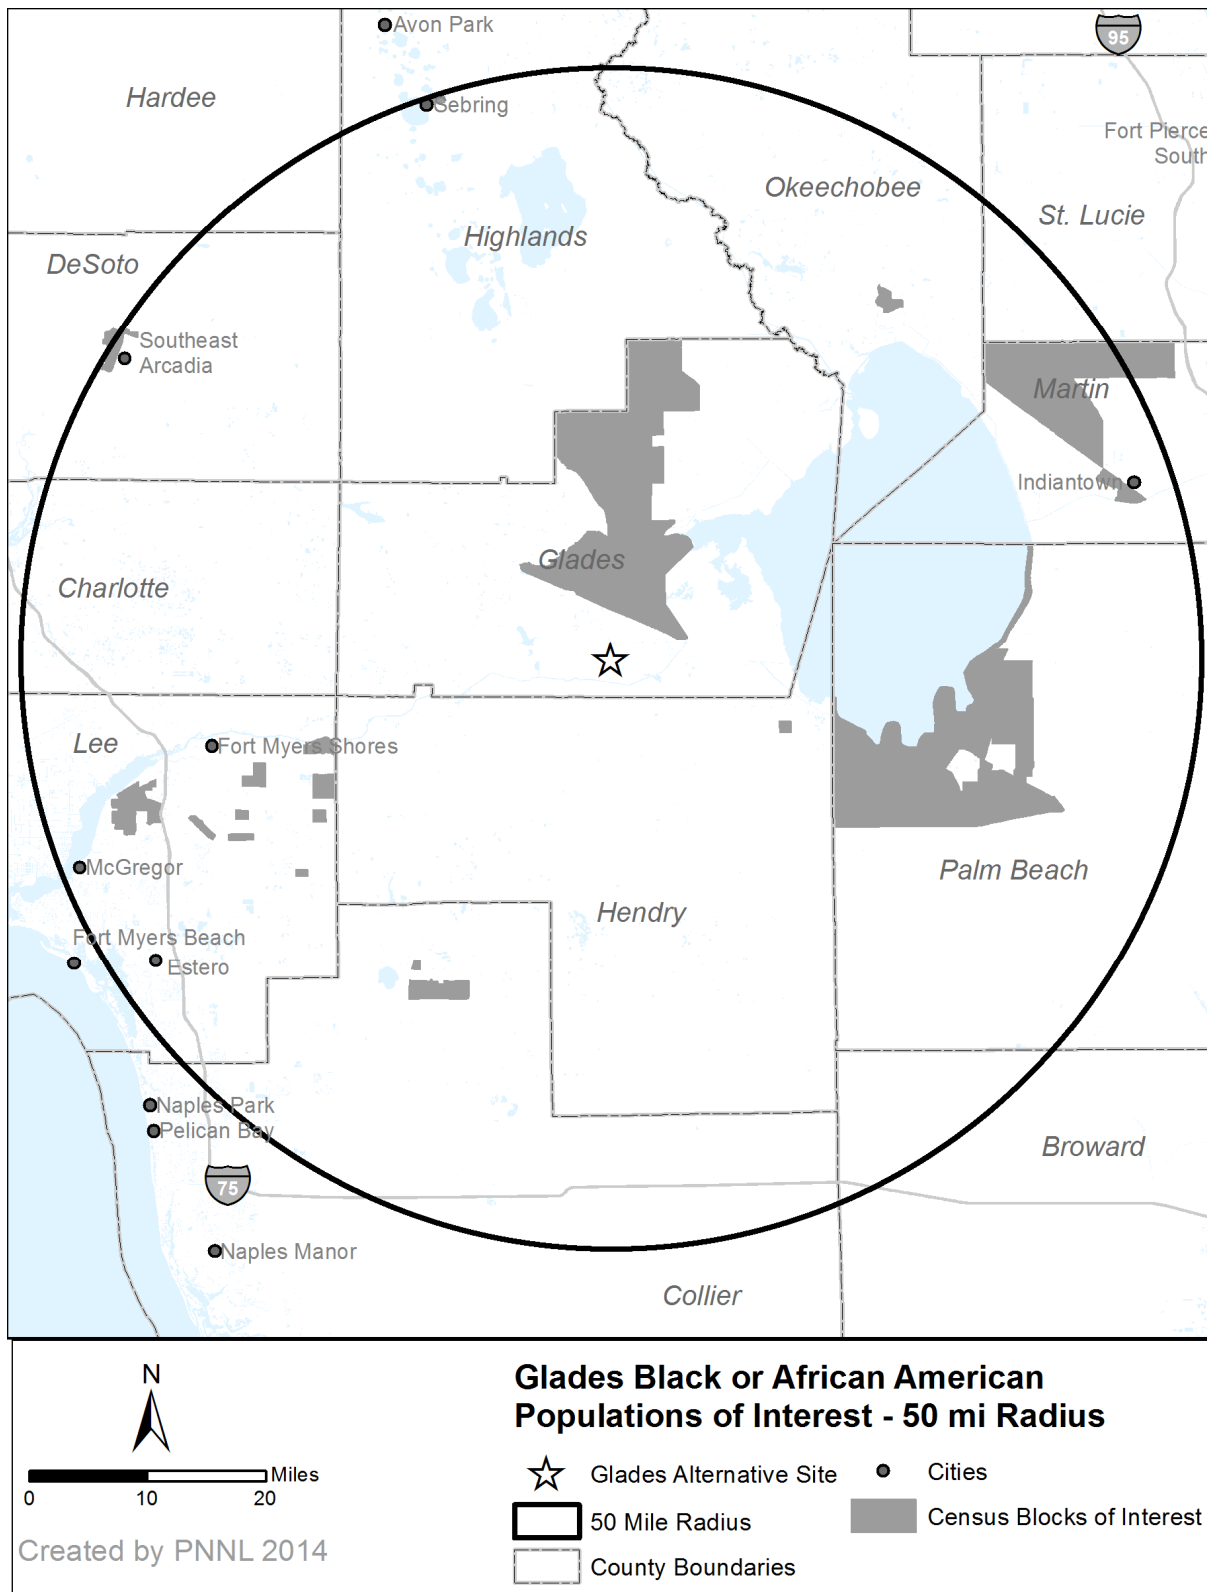 Avon Park
95
Hardee
Sebring
Fort Pierce
South
Okeechobee
St. Lucie
Highlands
DeSoto
Southeast
Arcadia
Martin
Indiantown
Glades
Charlotte
Lee
Fort Myers Shores
McGregor
Palm Beach
Hendry
Fort Myers Beach
Estero
Naples Park
Pelican Bay
Broward
75
Naples Manor
Collier
N
Miles
0 10 20
Created by PNNL 2014
Glades Black or African American
Populations of Interest - 50 mi Radius
Glades Alternative Site
Cities
50 Mile Radius
Census Blocks of Interest
County Boundaries